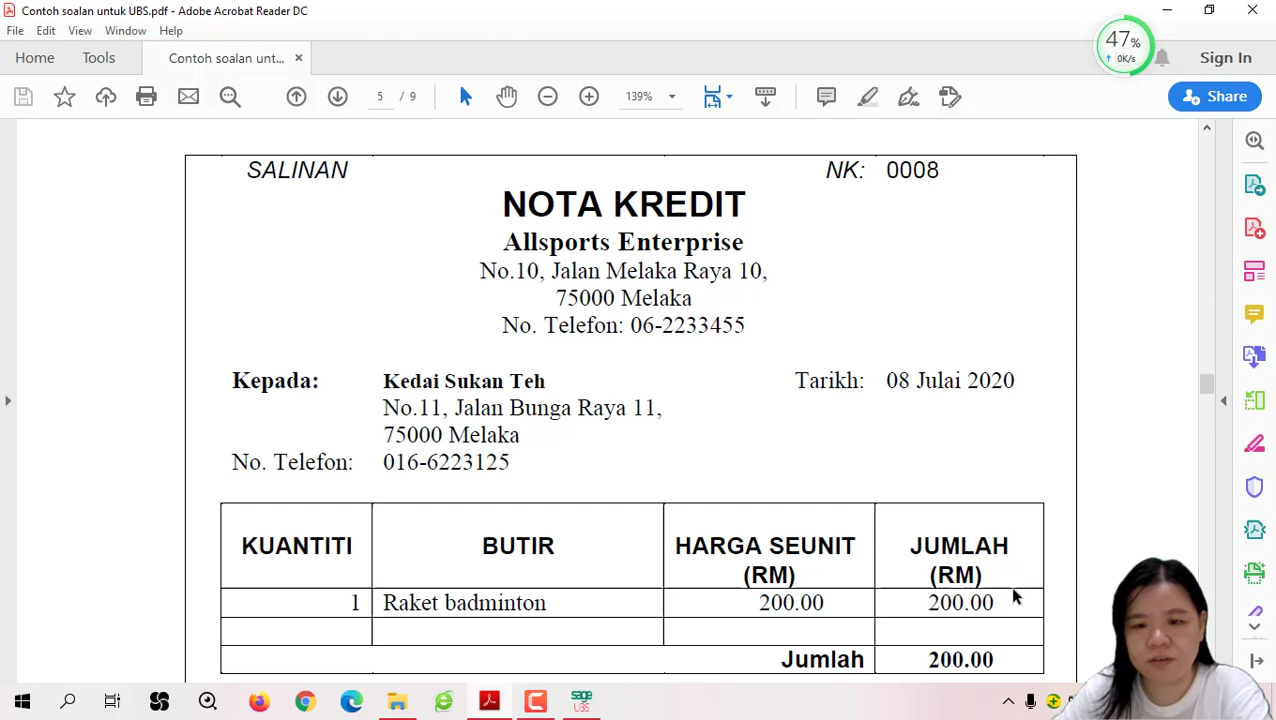 Contoh soalan untuk UBS.pdf - Adobe Acrobat Reader DC
File Edit View Window Help
Home Tools Contoh soalan unt... × Sign In
47%
↑ 0K/s
5 / 9 139% Share
SALINAN NK: 0008
NOTA KREDIT
Allsports Enterprise
No.10, Jalan Melaka Raya 10,
75000 Melaka
No. Telefon: 06-2233455
Kepada: Kedai Sukan Teh Tarikh: 08 Julai 2020
No.11, Jalan Bunga Raya 11,
75000 Melaka
No. Telefon: 016-6223125
KUANTITI BUTIR HARGA SEUNIT (RM) JUMLAH (RM)
1 Raket badminton 200.00 200.00
Jumlah 200.00
sage
UBS